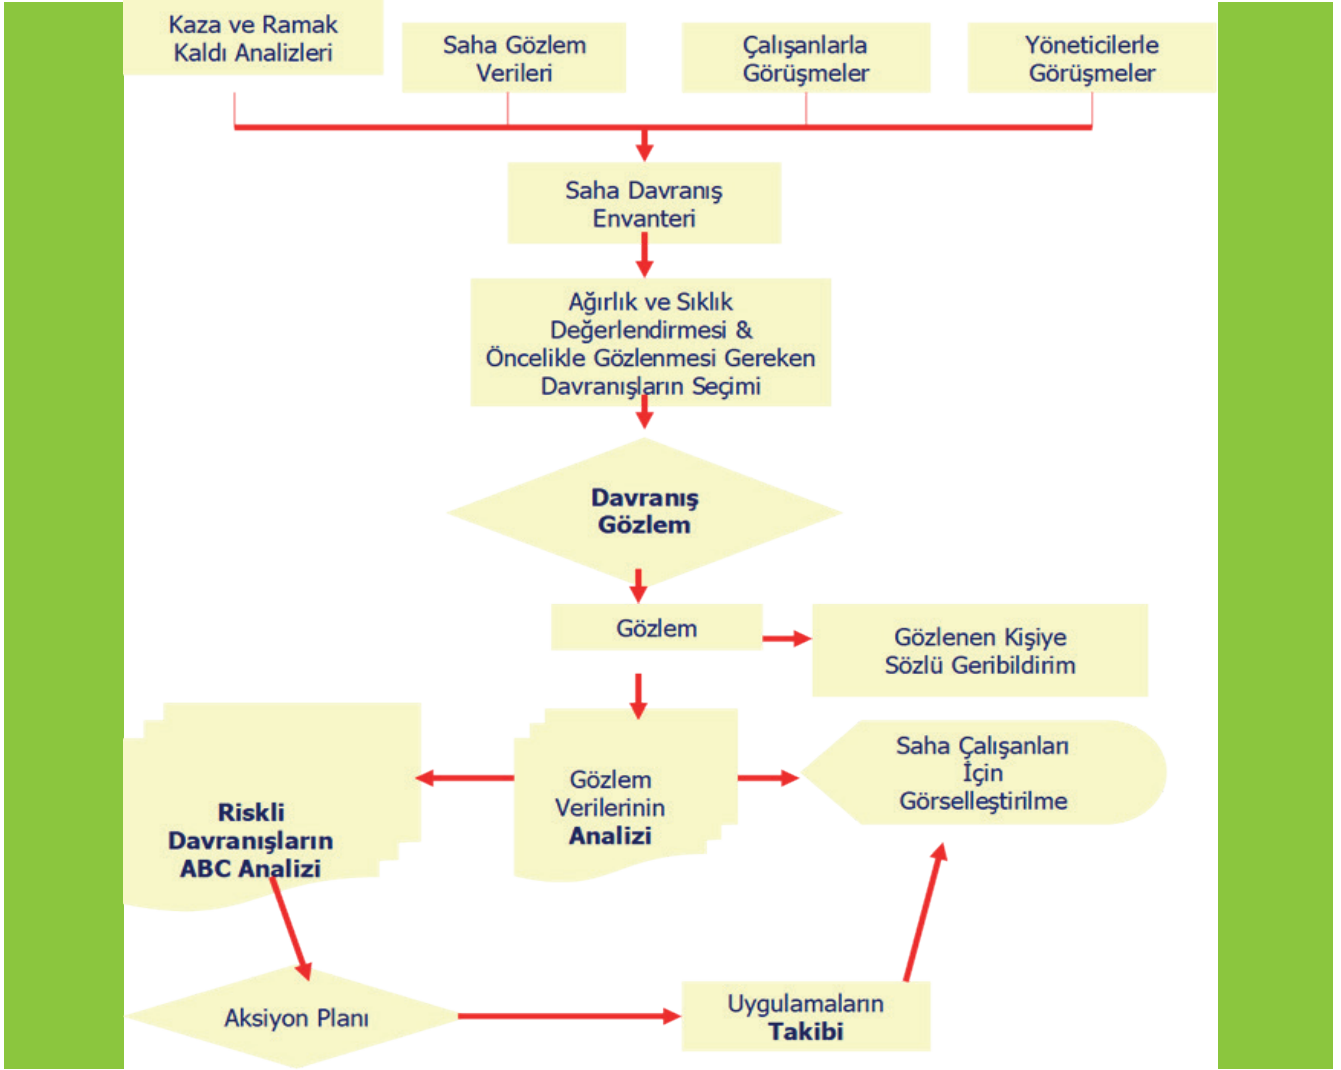 Kaza ve Ramak
Kaldı Analizleri
Saha Gözlem
Verileri
Çalışanlarla
Görüşmeler
Yöneticilerle
Görüşmeler
Saha Davranış
Envanteri
Ağırlık ve Sıklık
Değerlendirmesi &
Öncelikle Gözlenmesi Gereken
Davranışların Seçimi
Davranış
Gözlem
Gözlem
Gözlenen Kişiye
Sözlü Geribildirim
Riskli
Davranışların
ABC Analizi
Gözlem
Verilerinin
Analizi
Saha Çalışanları
İçin
Görselleştirilme
Aksiyon Planı
Uygulamaların
Takibi